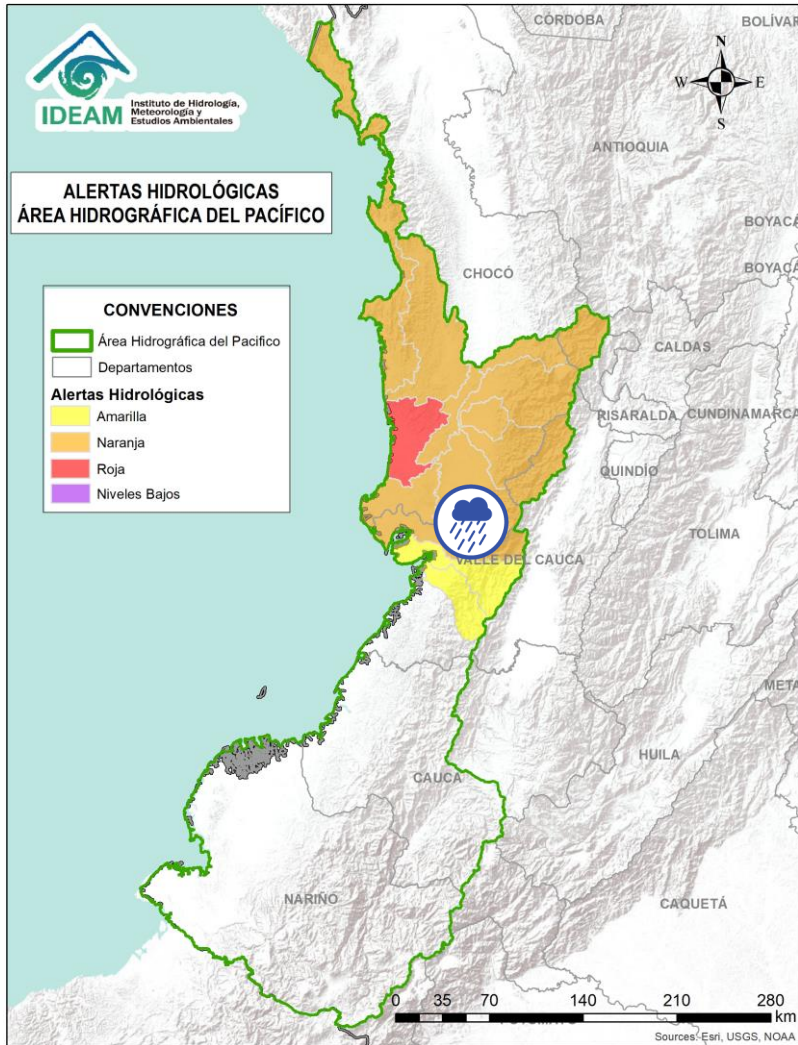 CÓRDOBA
BOLÍVAR
IDEAM
Instituto de Hidrología,
Meteorología y
Estudios Ambientales
N
W
E
S
ANTIOQUIA
ALERTAS HIDROLÓGICAS
ÁREA HIDROGRÁFICA DEL PACÍFICO
BOYACÁ
BOYACÁ
CHOCÓ
CONVENCIONES
Área Hidrográfica del Pacifico
Departamentos
Alertas Hidrológicas
Amarilla
Naranja
Roja
Niveles Bajos
CALDAS
RISARALDA
CUNDINAMARCA
QUINDÍO
TOLIMA
VALLE DEL CAUCA
META
HUILA
CAUCA
NARIÑO
CAQUETÁ
0 35 70 140 210 280
km
Sources: Esri, USGS, NOAA